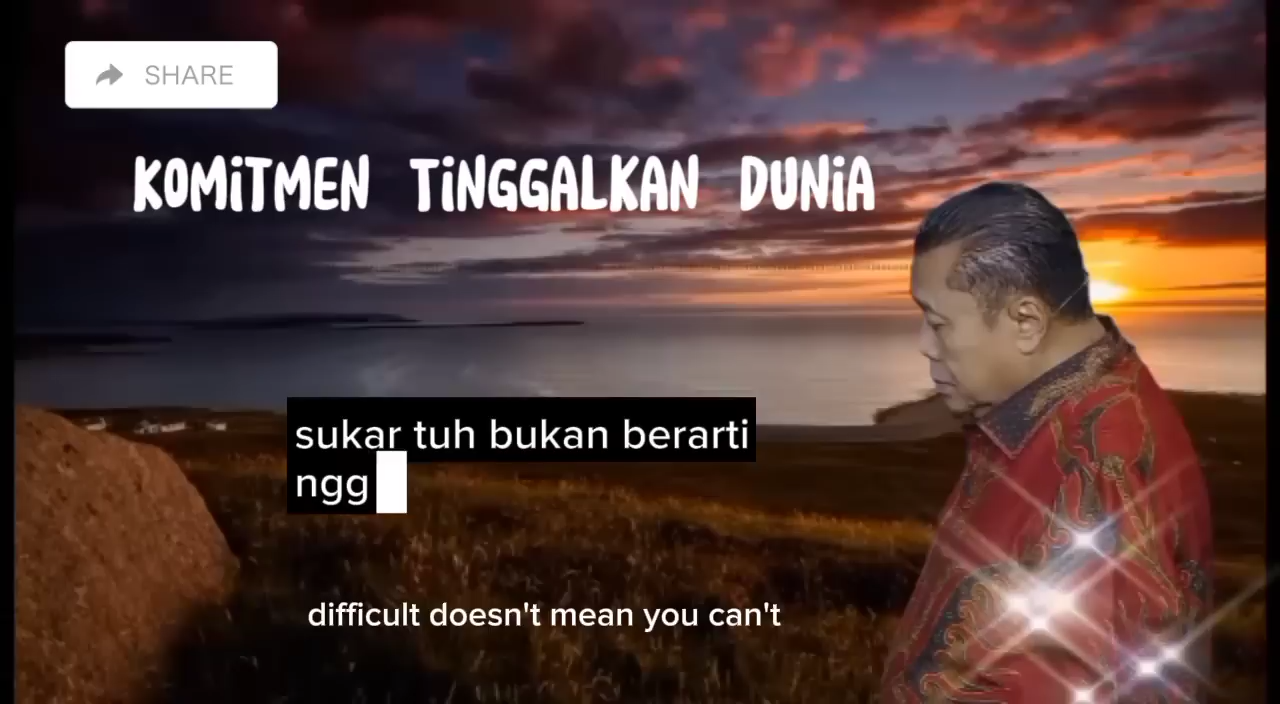 SHARE
KOMiTMEN TiNGGALKAN DUNiA
sukar tuh bukan berarti
ngg
difficult doesn't mean you can't